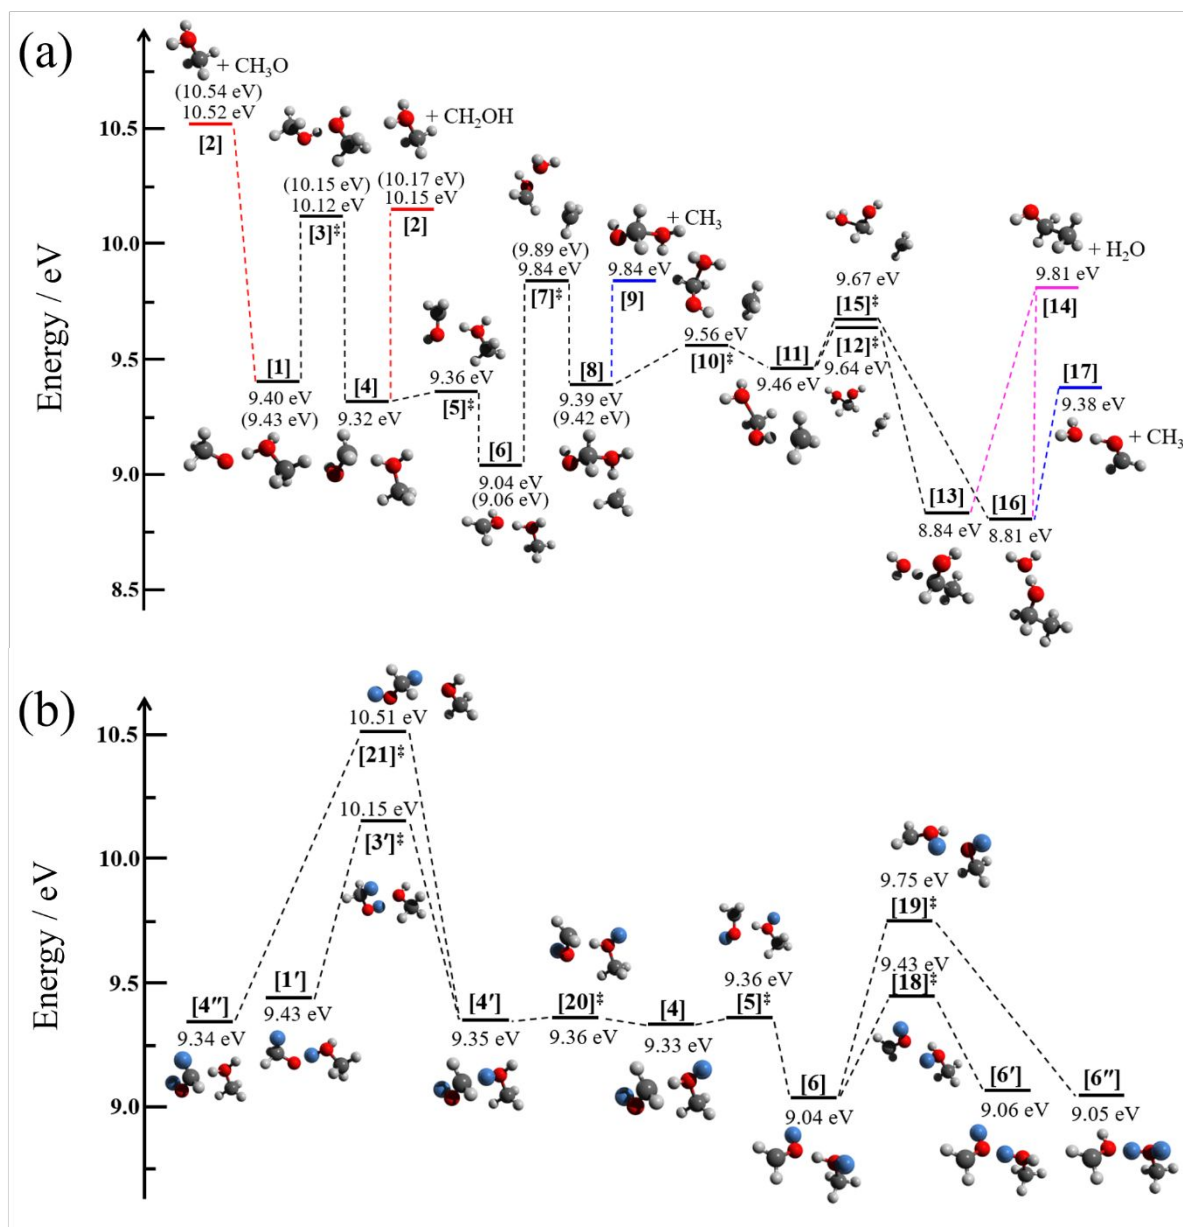 (a)
Energy / eV
10.5
10.0
9.5
9.0
8.5
+ CH₃O
(10.54 eV)
10.52 eV
[2]
[1]
9.40 eV
(9.43 eV)
(10.15 eV)
10.12 eV
[3]‡
[4]
9.32 eV
+ CH₂OH
(10.17 eV)
10.15 eV
[2]
9.36 eV
[5]‡
[6]
9.04 eV
(9.06 eV)
(9.89 eV)
9.84 eV
[7]‡
[8]
9.39 eV
(9.42 eV)
+ CH₃
9.84 eV
[9]
9.56 eV
[10]‡
[11]
9.46 eV
9.67 eV
[15]‡
[12]‡
9.64 eV
[13]
8.84 eV
[16]
8.81 eV
+ H₂O
9.81 eV
[14]
[17]
9.38 eV
+ CH₃
(b)
Energy / eV
10.5
10.0
9.5
9.0
10.51 eV
[21]‡
10.15 eV
[3′]‡
[4″]
9.34 eV
[1′]
9.43 eV
[4′]
9.35 eV
[20]‡
9.36 eV
[4]
9.33 eV
9.36 eV
[5]‡
[6]
9.04 eV
9.75 eV
[19]‡
9.43 eV
[18]‡
[6′]
9.06 eV
[6″]
9.05 eV